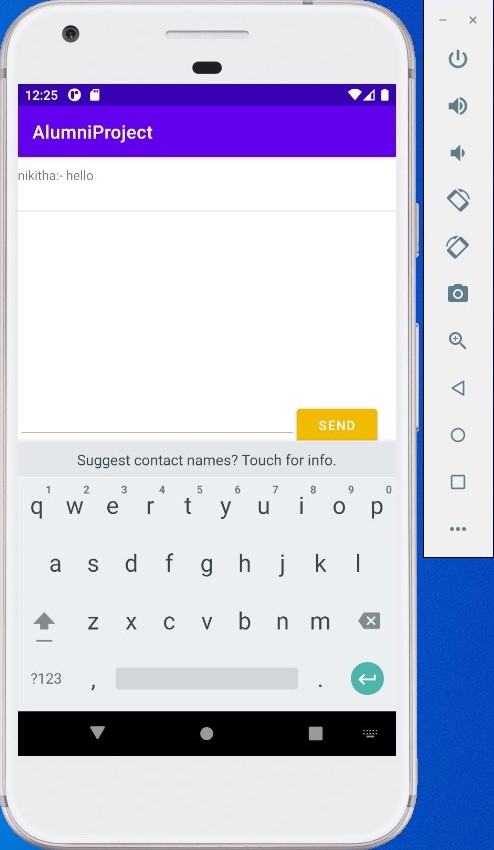 12:25
AlumniProject
nikitha:- hello
SEND
Suggest contact names? Touch for info.
1 2 3 4 5 6 7 8 9 0
q w e r t y u i o p
a s d f g h j k l
z x c v b n m
?123 , .